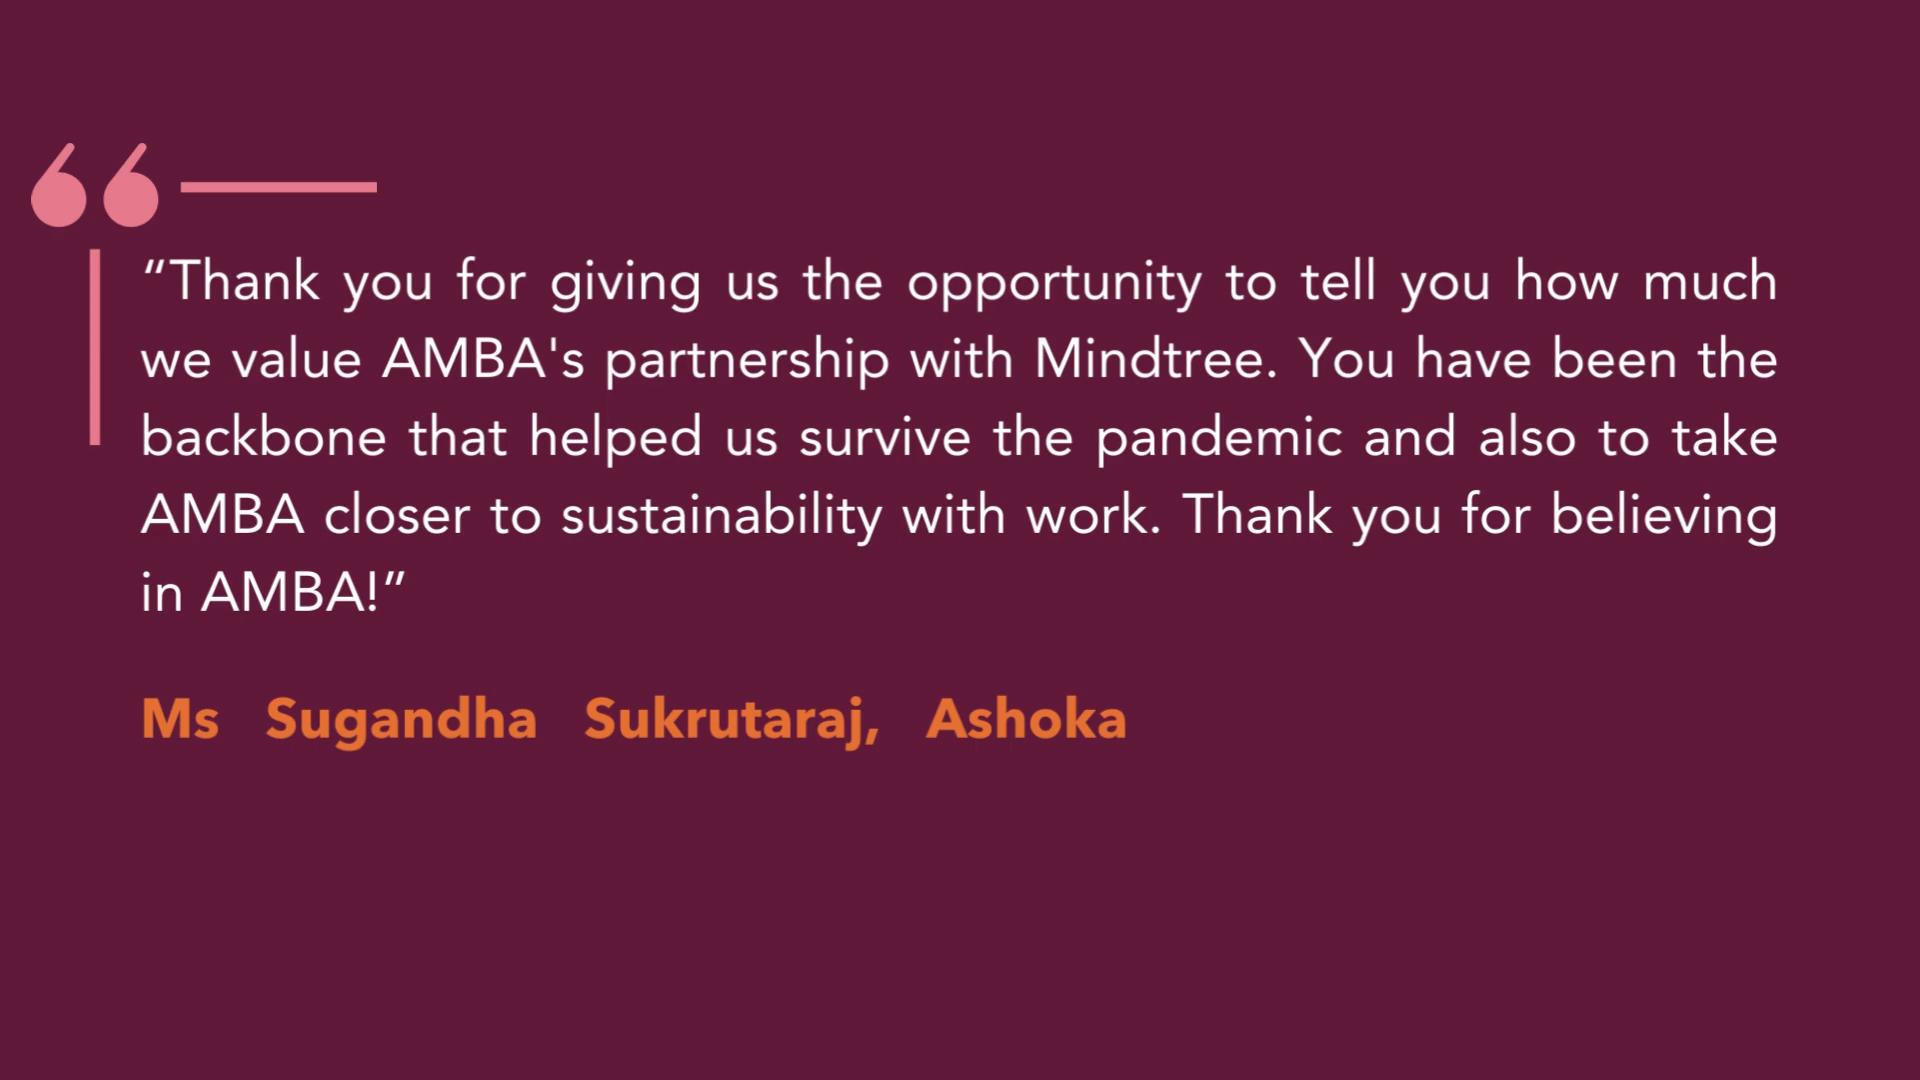 “Thank you for giving us the opportunity to tell you how much
we value AMBA's partnership with Mindtree. You have been the
backbone that helped us survive the pandemic and also to take
AMBA closer to sustainability with work. Thank you for believing
in AMBA!”
Ms Sugandha Sukrutaraj, Ashoka